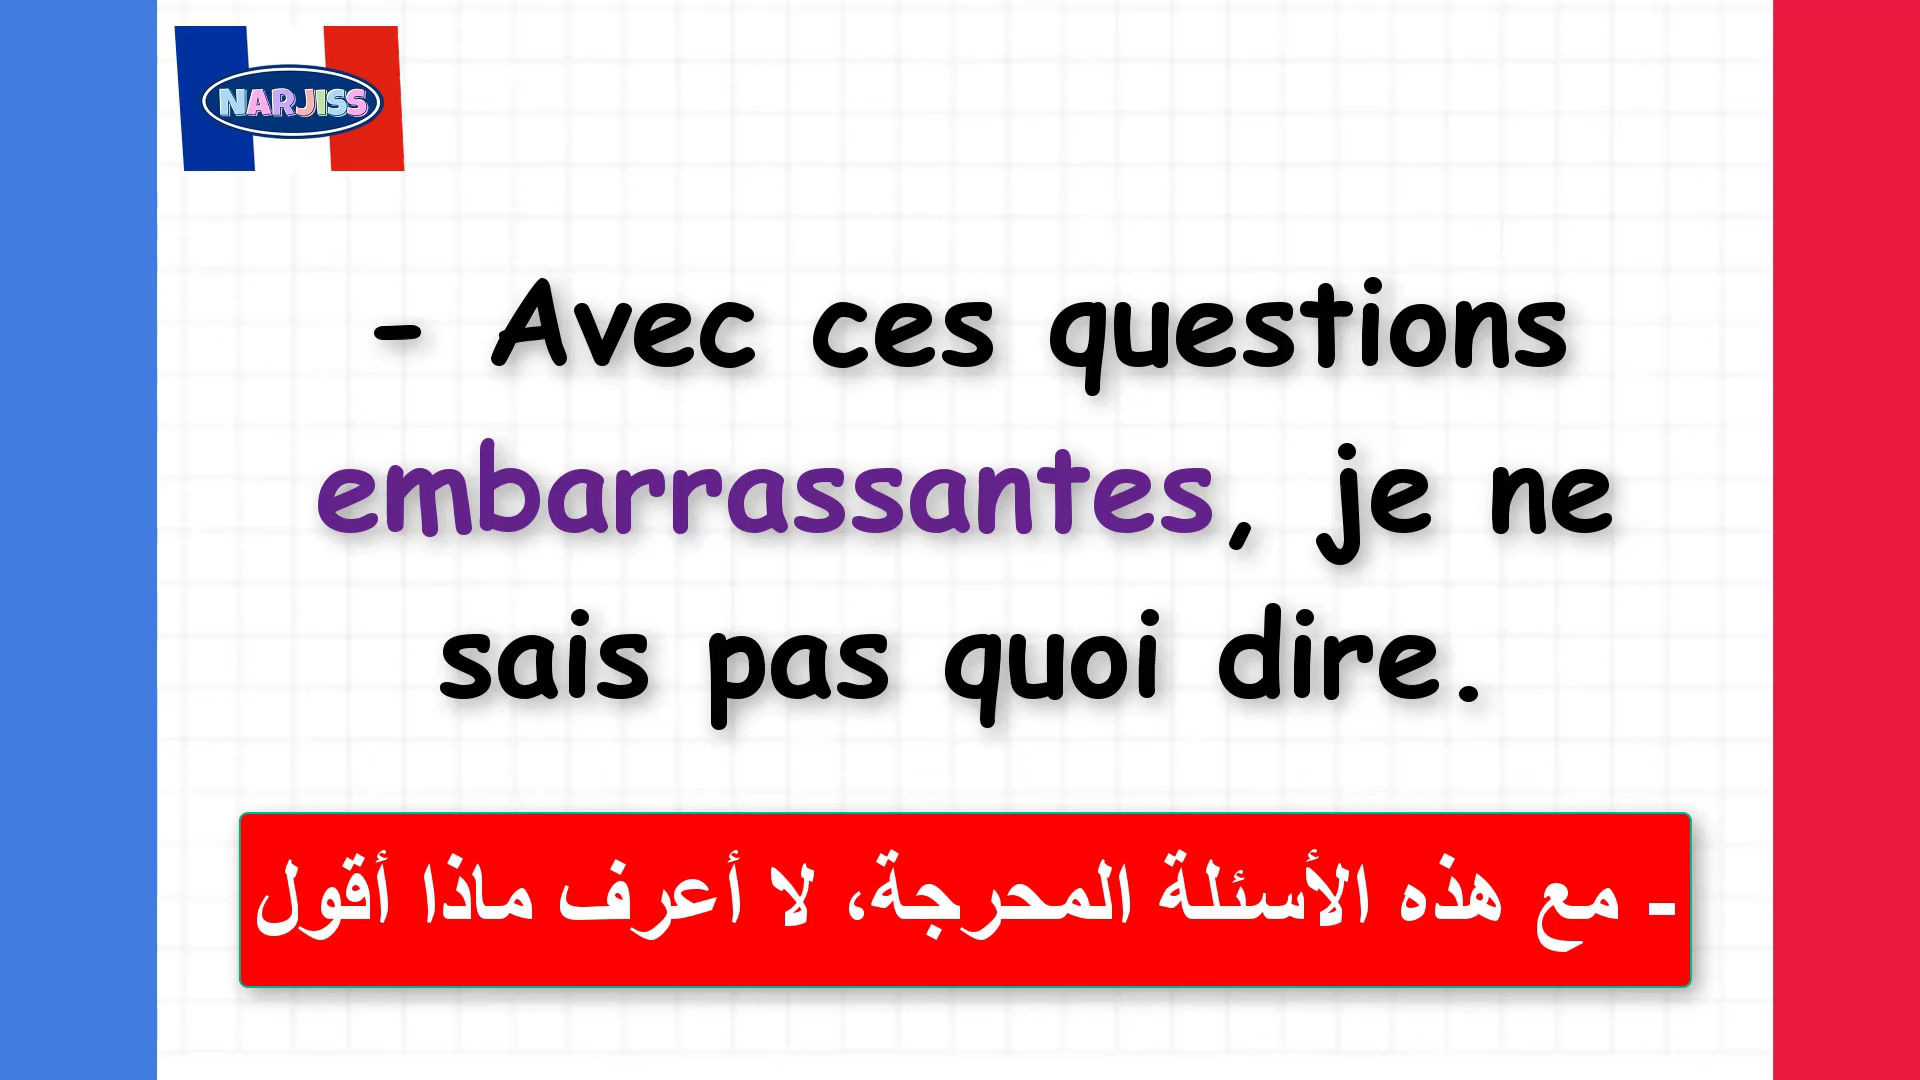 NARJISS
- Avec ces questions
embarrassantes, je ne
sais pas quoi dire.
- مع هذه الأسئلة المحرجة، لا أعرف ماذا أقول